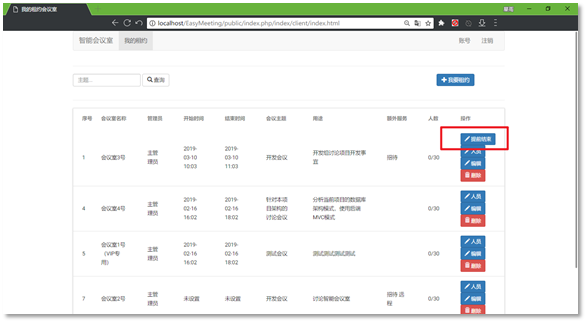 我的租约会议室
localhost/EasyMeeting/public/index.php/index/client/index.html
智能会议室 我的租约 账号 注销
主题... 查询 我要租约
序号 会议室名称 管理员 开始时间 结束时间 会议主题 用途 额外服务 人数 操作
1 会议室3号 主管理员 2019-03-10 10:03 2019-03-10 11:03 开发会议 开发组讨论项目开发事宜 招待 0/30 提前结束 人员 编辑 删除
4 会议室4号 主管理员 2019-02-16 16:02 2019-02-16 18:02 针对本项目架构的讨论会议 分析当前项目的数据库架构模式、使用后端MVC模式 0/30 人员 编辑 删除
5 会议室1号（VIP专用） 主管理员 2019-02-16 16:02 2019-02-16 18:02 测试会议 测试测试测试测试 0/30 人员 编辑 删除
7 会议室2号 主管理员 未设置 未设置 开发会议 讨论智能会议室 招待 远程 0/30 人员 编辑 删除